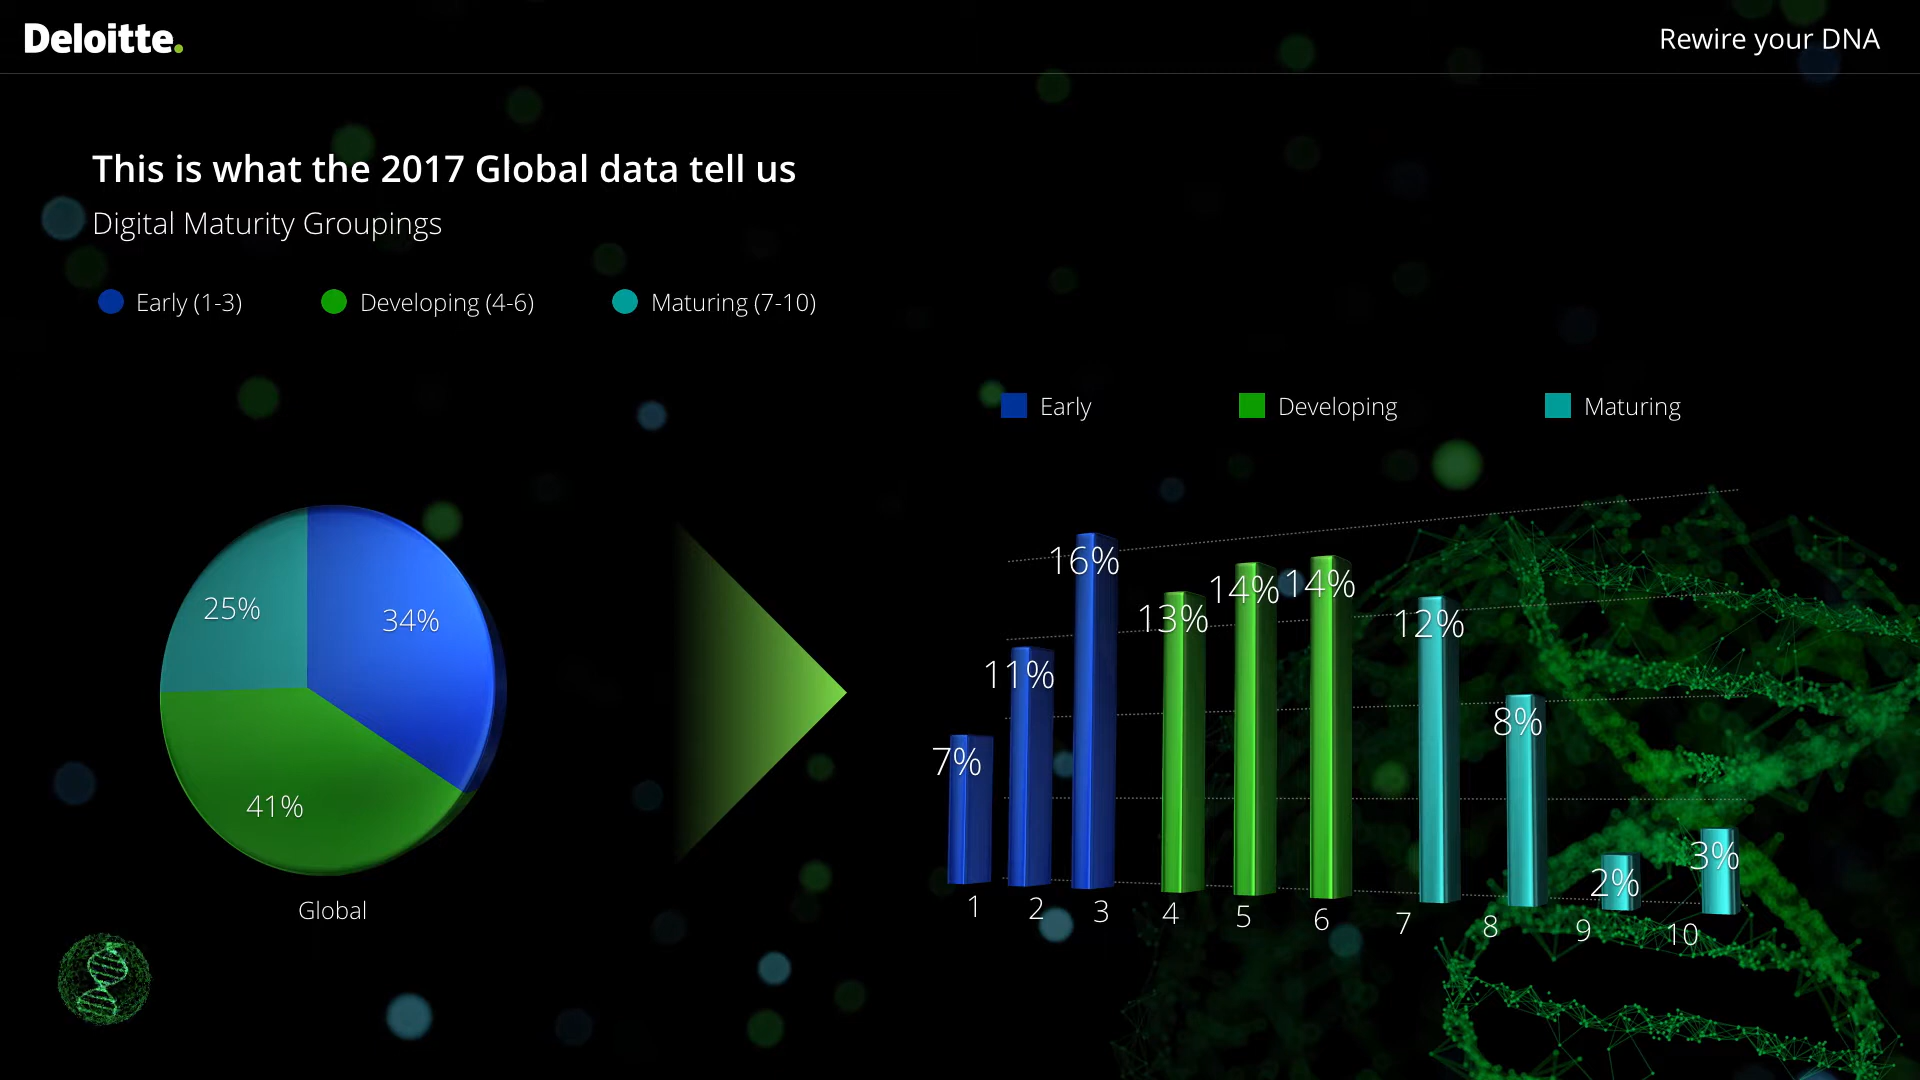 Deloitte.
Rewire your DNA
This is what the 2017 Global data tell us
Digital Maturity Groupings
Early (1-3)
Developing (4-6)
Maturing (7-10)
Early
Developing
Maturing
25%
34%
41%
Global
7%
11%
16%
13%
14%
14%
12%
8%
2%
3%
1
2
3
4
5
6
7
8
9
10